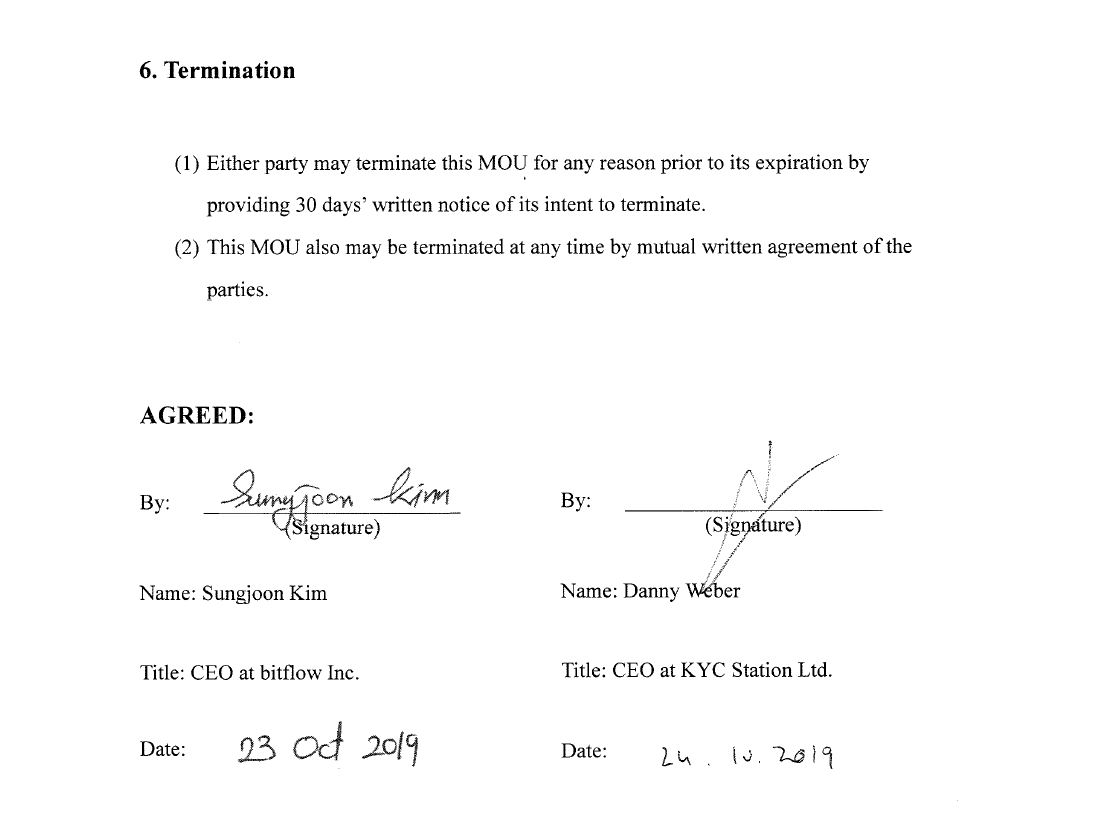 6. Termination
(1) Either party may terminate this MOU for any reason prior to its expiration by
providing 30 days’ written notice of its intent to terminate.
(2) This MOU also may be terminated at any time by mutual written agreement of the
parties.
AGREED:
By: Sungjoon Kim
(Signature)
Name: Sungjoon Kim
Title: CEO at bitflow Inc.
Date: 23 Oct 2019
By:
(Signature)
Name: Danny Weber
Title: CEO at KYC Station Ltd.
Date: 24.10.2019